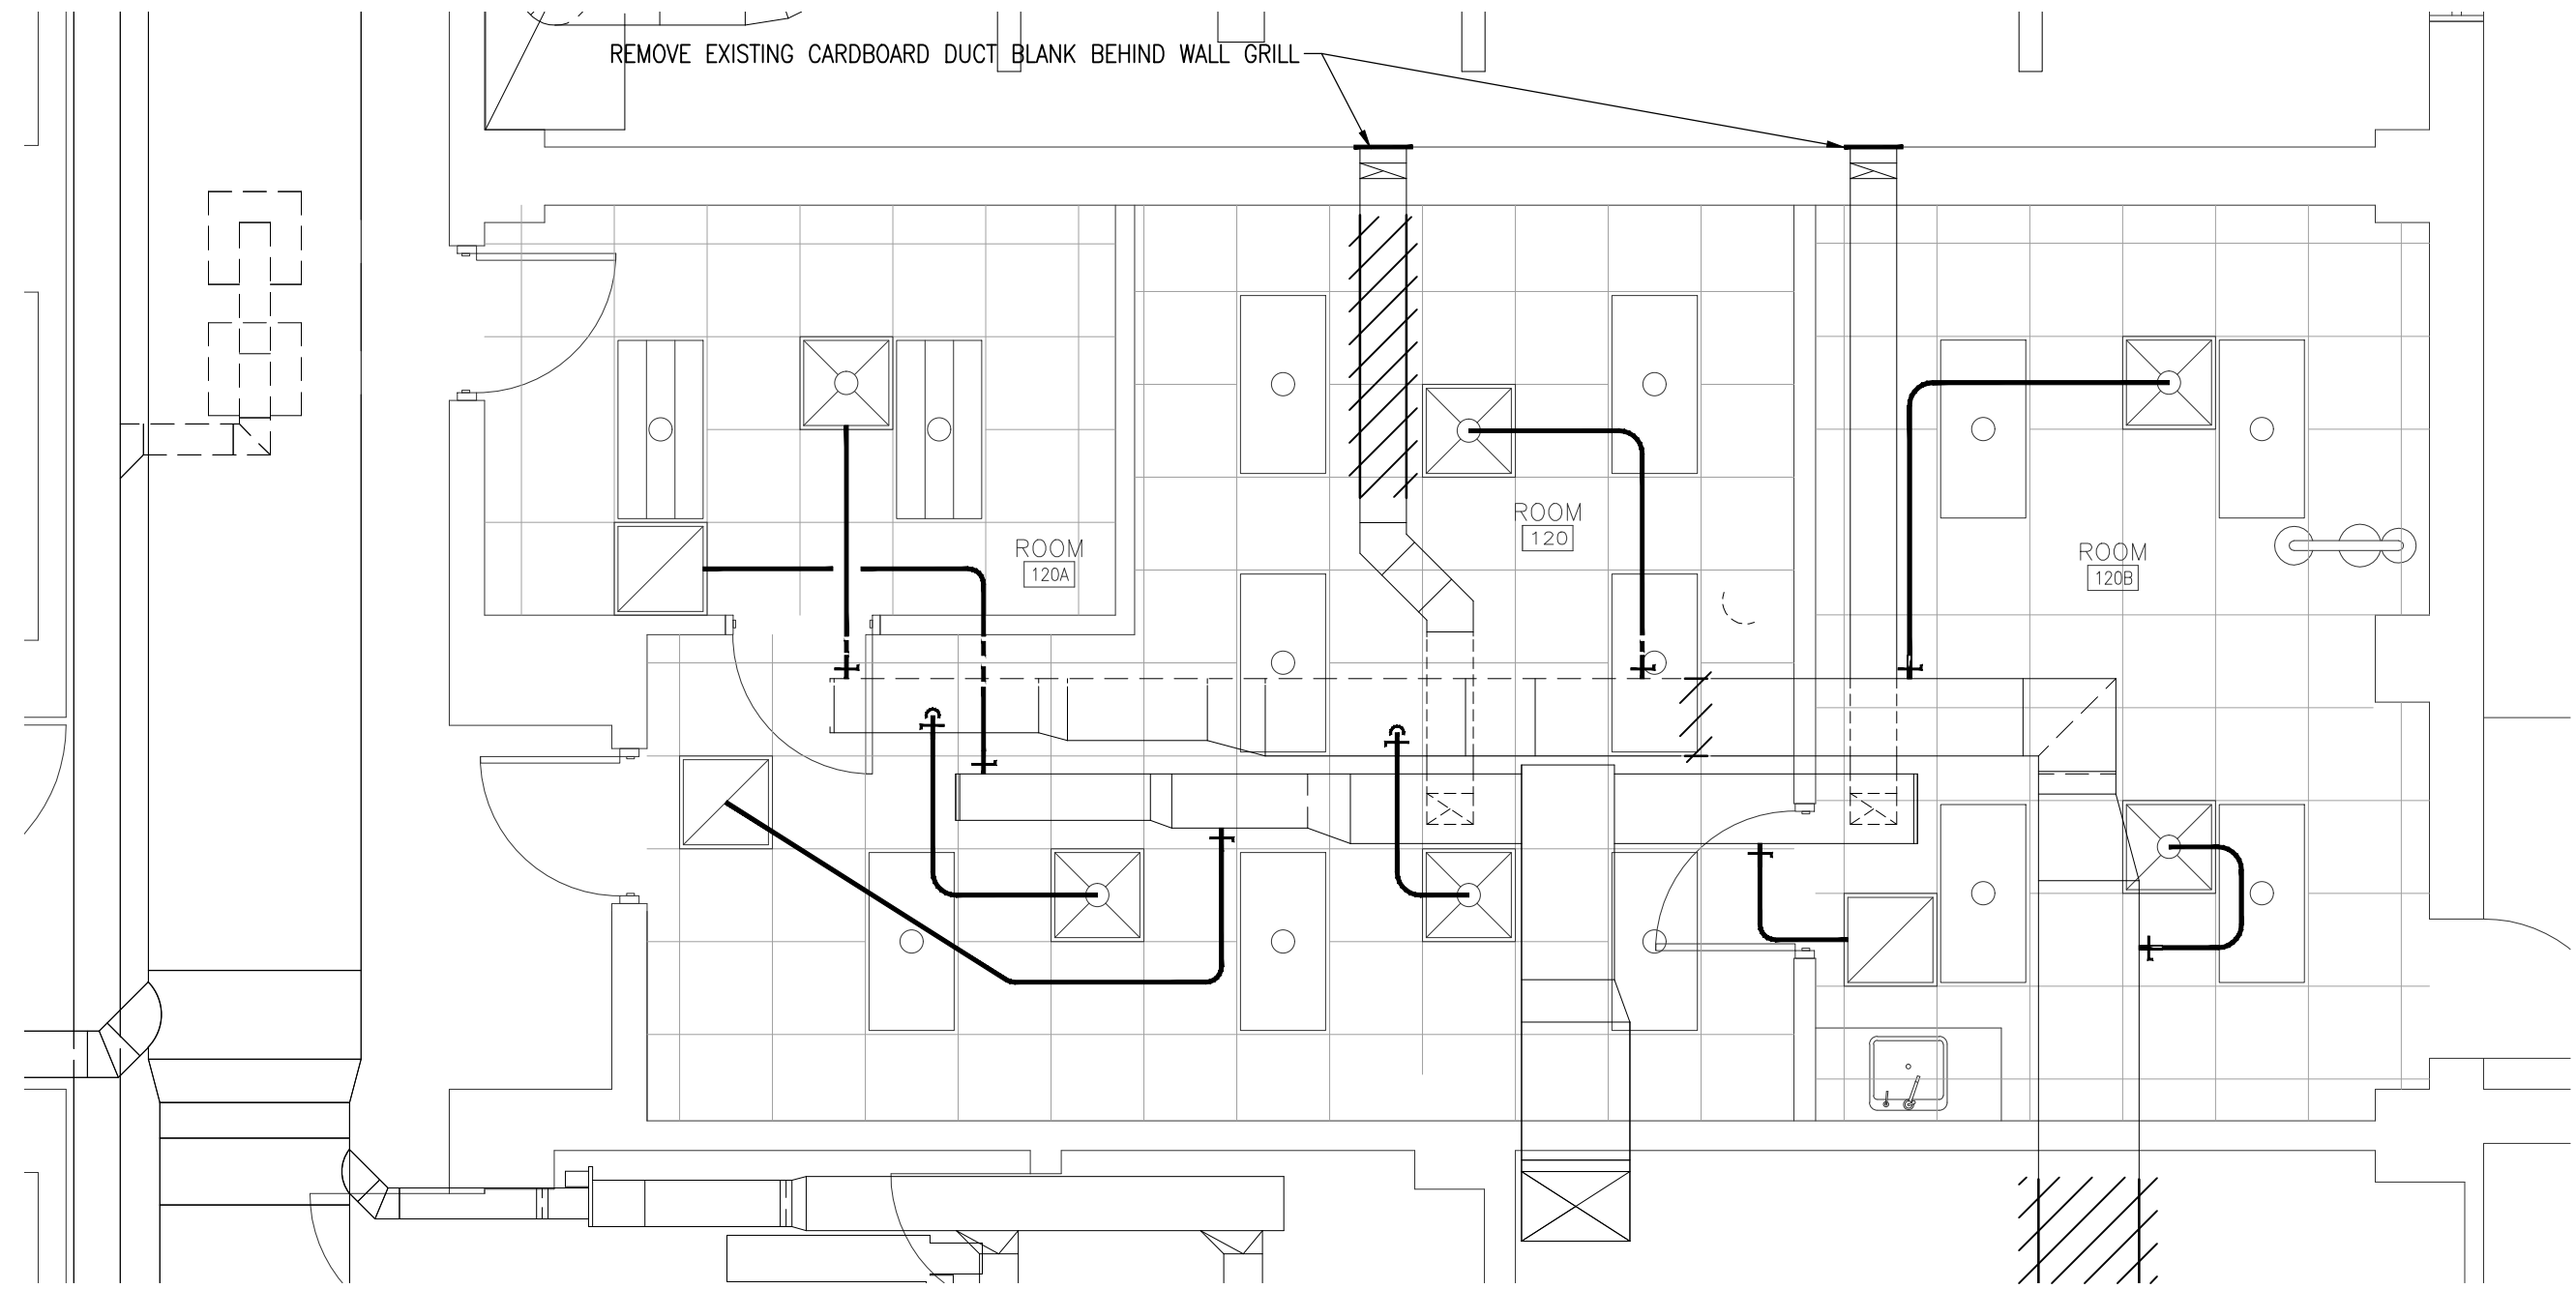 REMOVE EXISTING CARDBOARD DUCT BLANK BEHIND WALL GRILL
ROOM
120
ROOM
120A
ROOM
120B